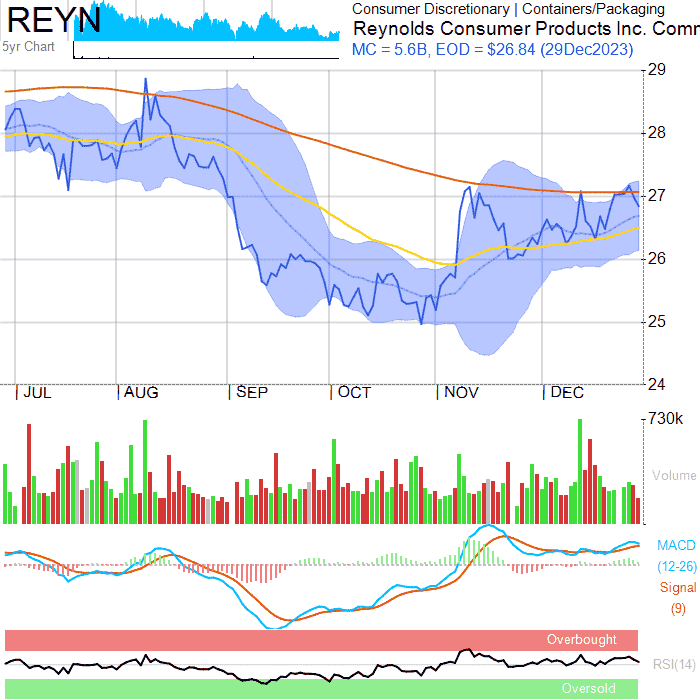 REYN
5yr Chart
Consumer Discretionary | Containers/Packaging
Reynolds Consumer Products Inc. Comm
MC = 5.6B, EOD = $26.84 (29Dec2023)
29
28
27
26
25
24
JUL AUG SEP OCT NOV DEC
730k
Volume
MACD
(12-26)
Signal
(9)
Overbought
RSI(14)
Oversold